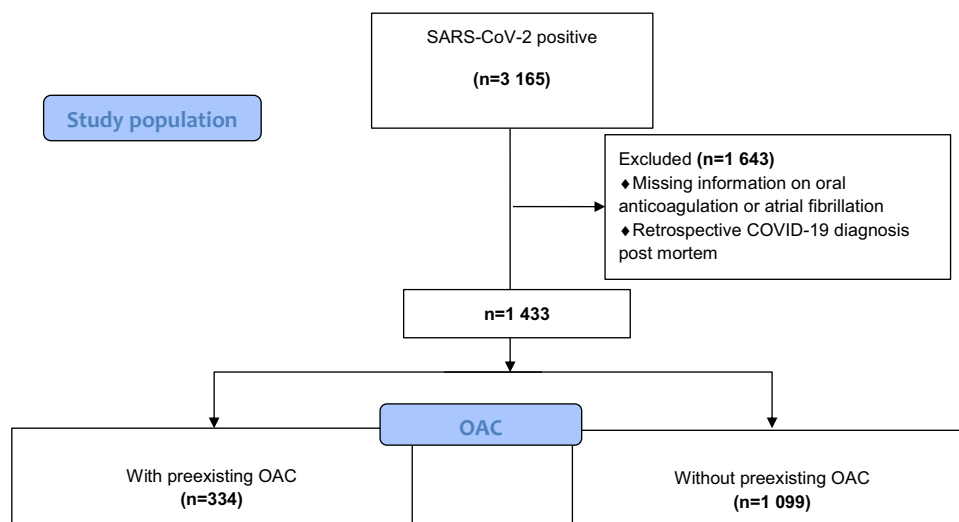 SARS-CoV-2 positive
(n=3 165)
Study population
Excluded (n=1 643)
♦Missing information on oral
anticoagulation or atrial fibrillation
♦Retrospective COVID-19 diagnosis
post mortem
n=1 433
OAC
With preexisting OAC
(n=334)
Without preexisting OAC
(n=1 099)